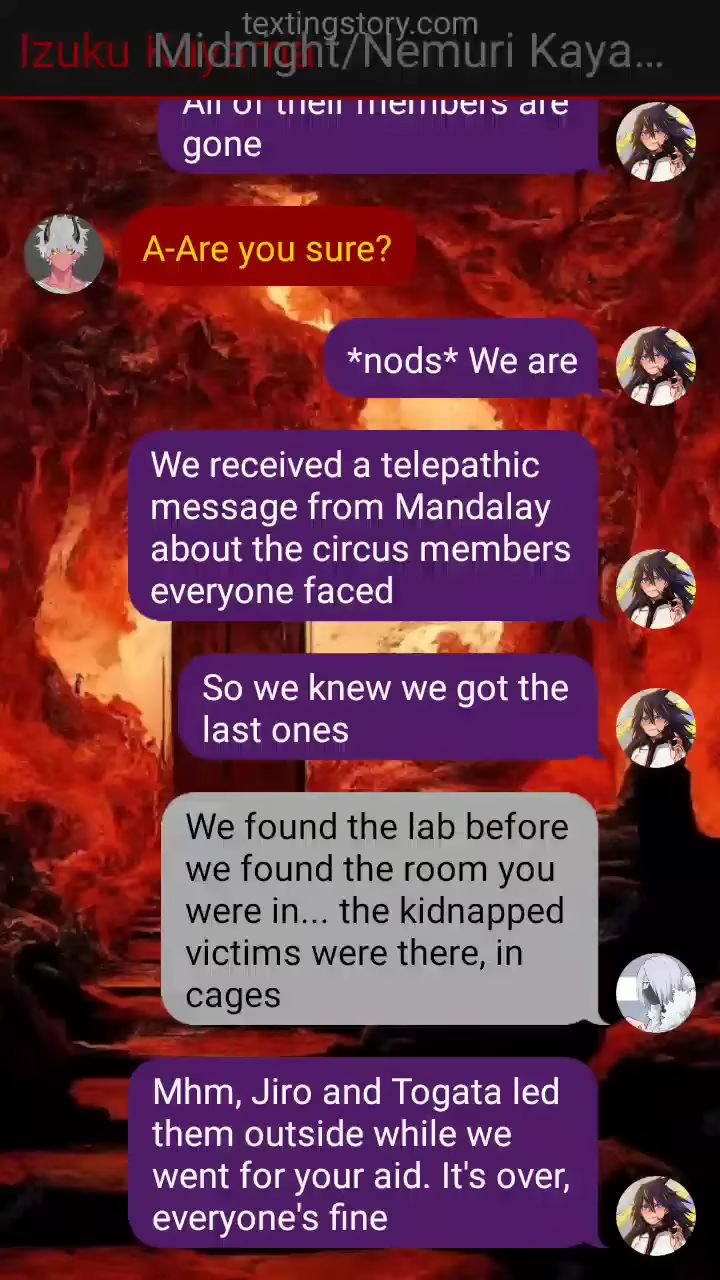 textingstory.com
Izuku Kayama
Midnight/Nemuri Kaya...
All of their members are
gone
A-Are you sure?
*nods* We are
We received a telepathic
message from Mandalay
about the circus members
everyone faced
So we knew we got the
last ones
We found the lab before
we found the room you
were in... the kidnapped
victims were there, in
cages
Mhm, Jiro and Togata led
them outside while we
went for your aid. It's over,
everyone's fine